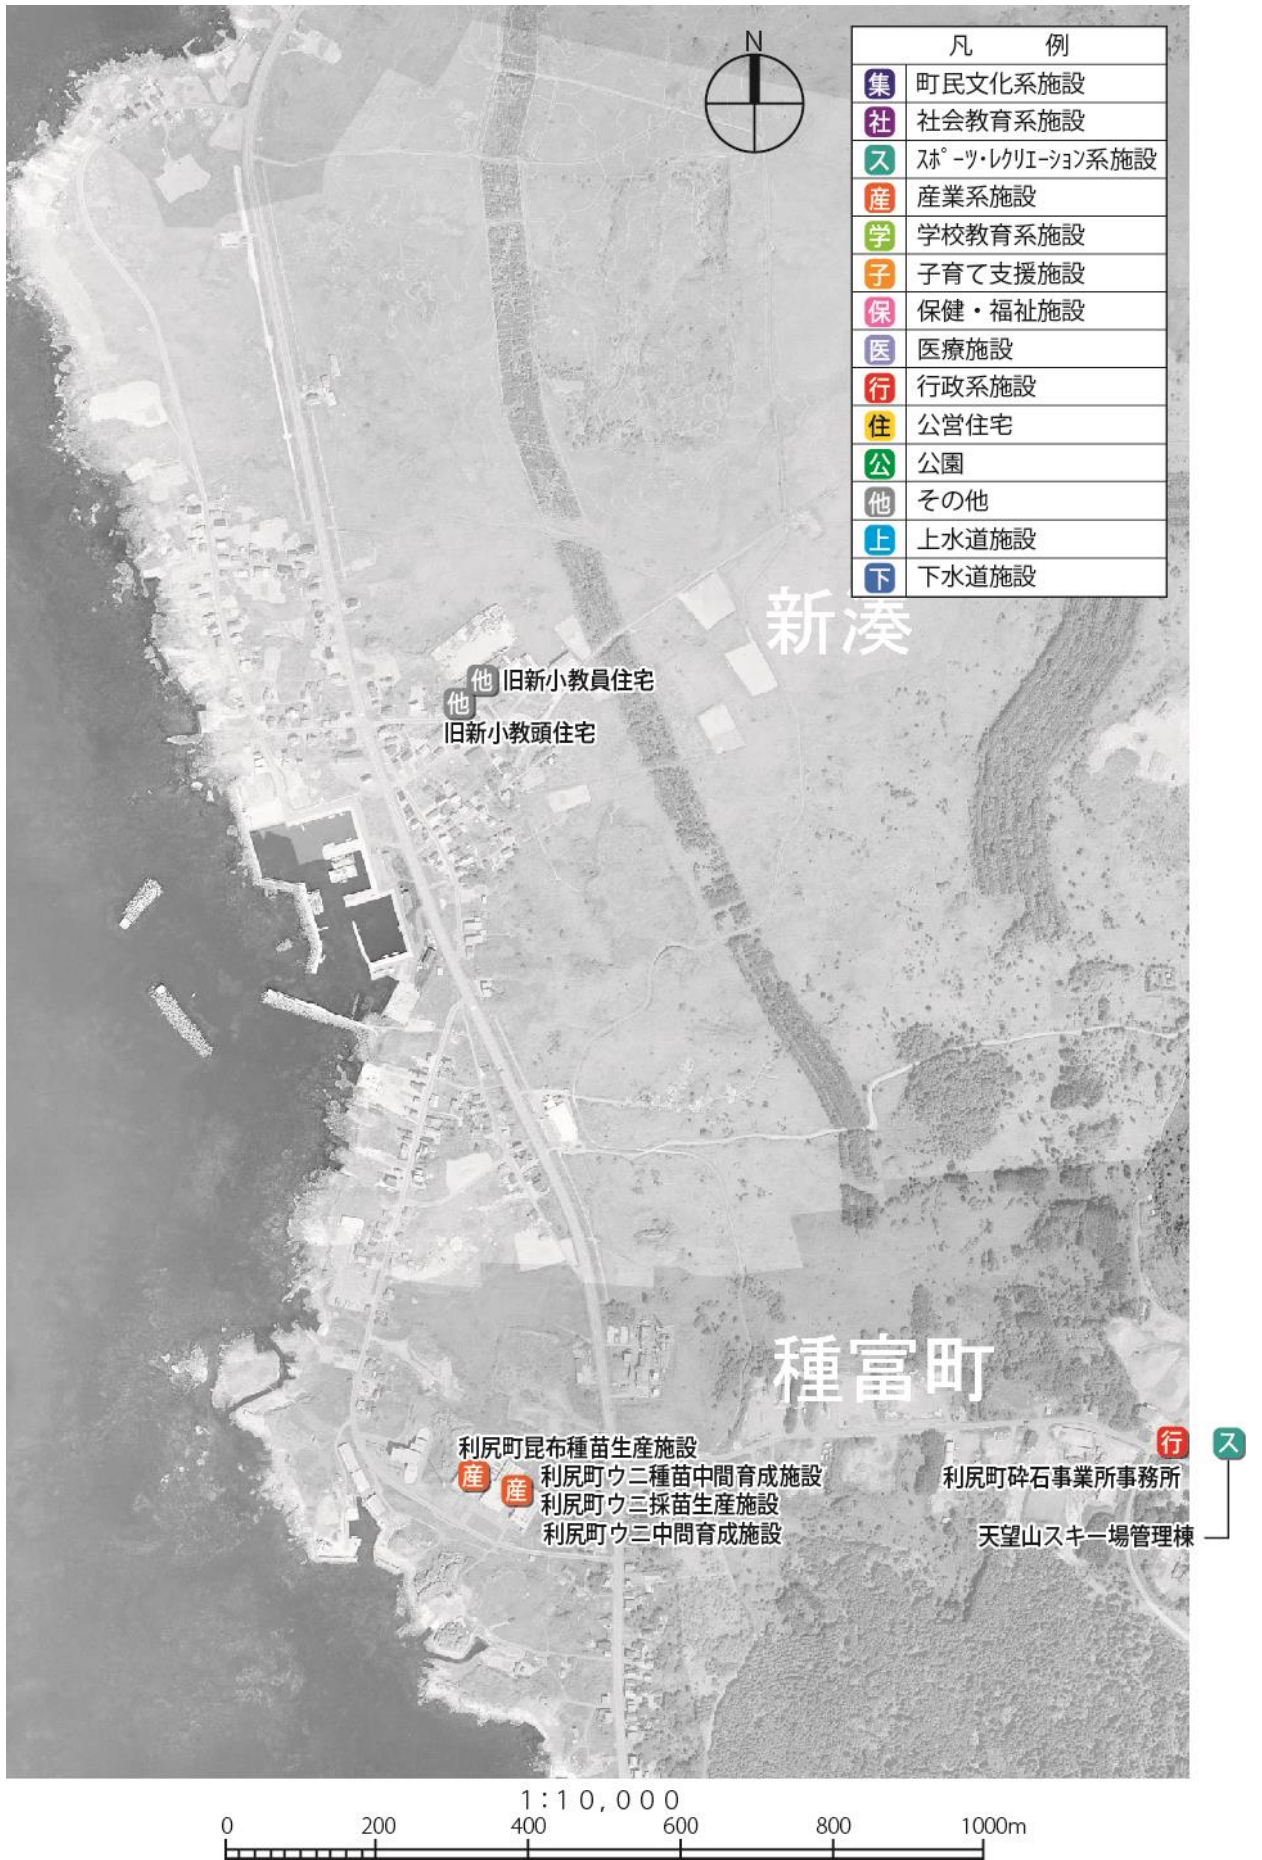 N
凡 例
集 町民文化系施設
社 社会教育系施設
ス スポーツ・レクリエーション系施設
産 産業系施設
学 学校教育系施設
子 子育て支援施設
保 保健・福祉施設
医 医療施設
行 行政系施設
住 公営住宅
公 公園
他 その他
上 上水道施設
下 下水道施設
新湊
他 旧新小教員住宅
他
旧新小教頭住宅
種富町
利尻町昆布種苗生産施設
産
産
利尻町ウニ種苗中間育成施設
利尻町ウニ採苗生産施設
利尻町ウニ中間育成施設
行
ス
利尻町砕石事業所事務所
天望山スキー場管理棟
1:10,000
0 200 400 600 800 1000m